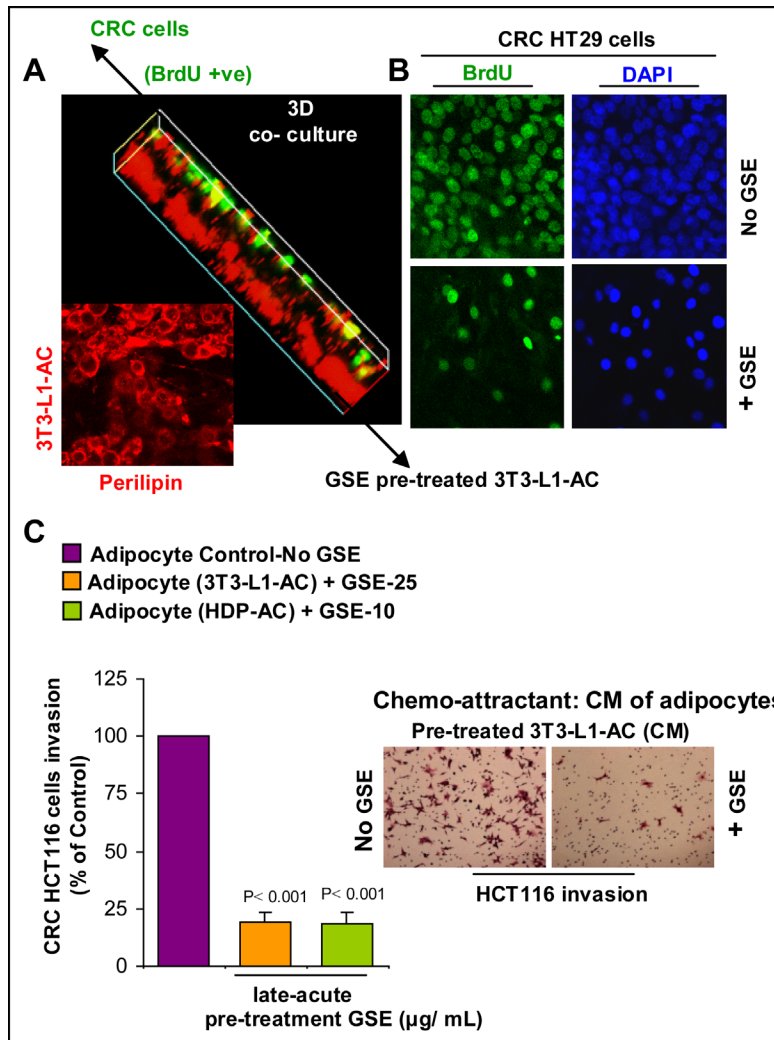 CRC cells
A
(BrdU +ve)
3D
co- culture
3T3-L1-AC
Perilipin
GSE pre-treated 3T3-L1-AC
B
CRC HT29 cells
BrdU
DAPI
No GSE
+ GSE
C
Adipocyte Control-No GSE
Adipocyte (3T3-L1-AC) + GSE-25
Adipocyte (HDP-AC) + GSE-10
CRC HCT116 cells invasion
(% of Control)
125
100
75
50
25
0
P< 0.001
P< 0.001
late-acute
pre-treatment GSE (µg/ mL)
Chemo-attractant: CM of adipocytes
Pre-treated 3T3-L1-AC (CM)
No GSE
+ GSE
HCT116 invasion